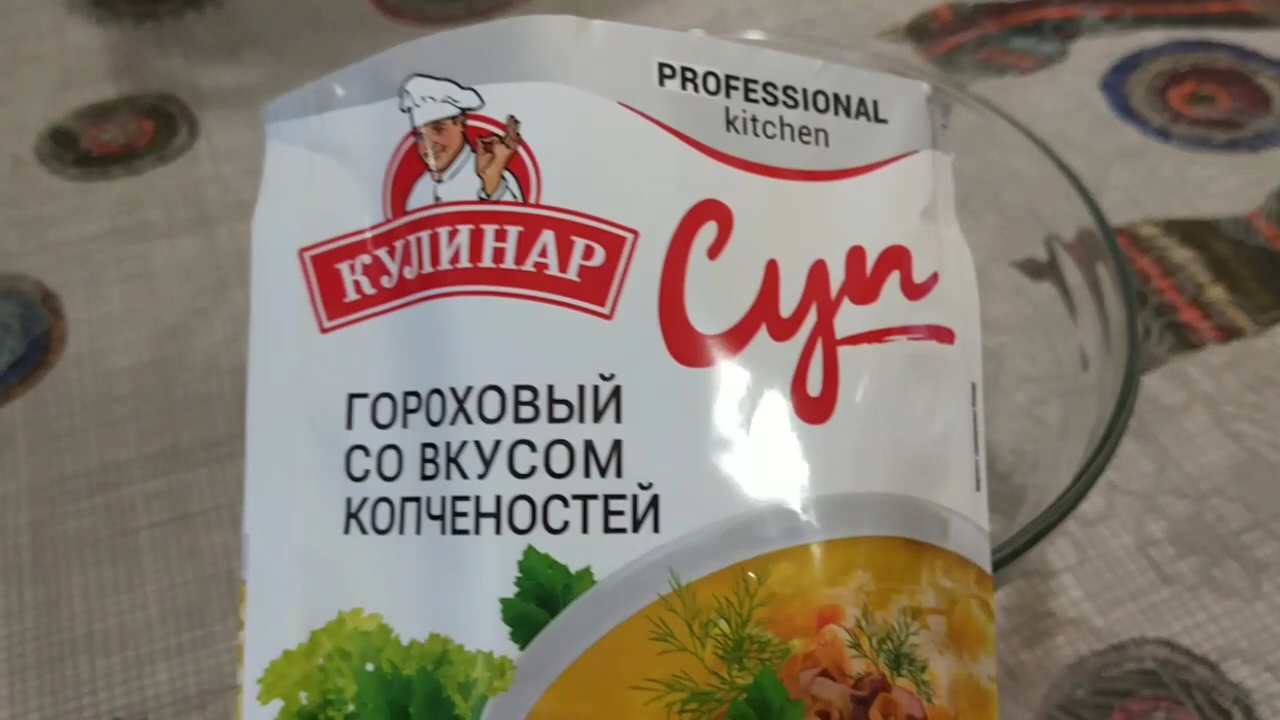 PROFESSIONAL
kitchen
КУЛИНАР
Суп
ГОРОХОВЫЙ
СО ВКУСОМ
КОПЧЕНОСТЕЙ